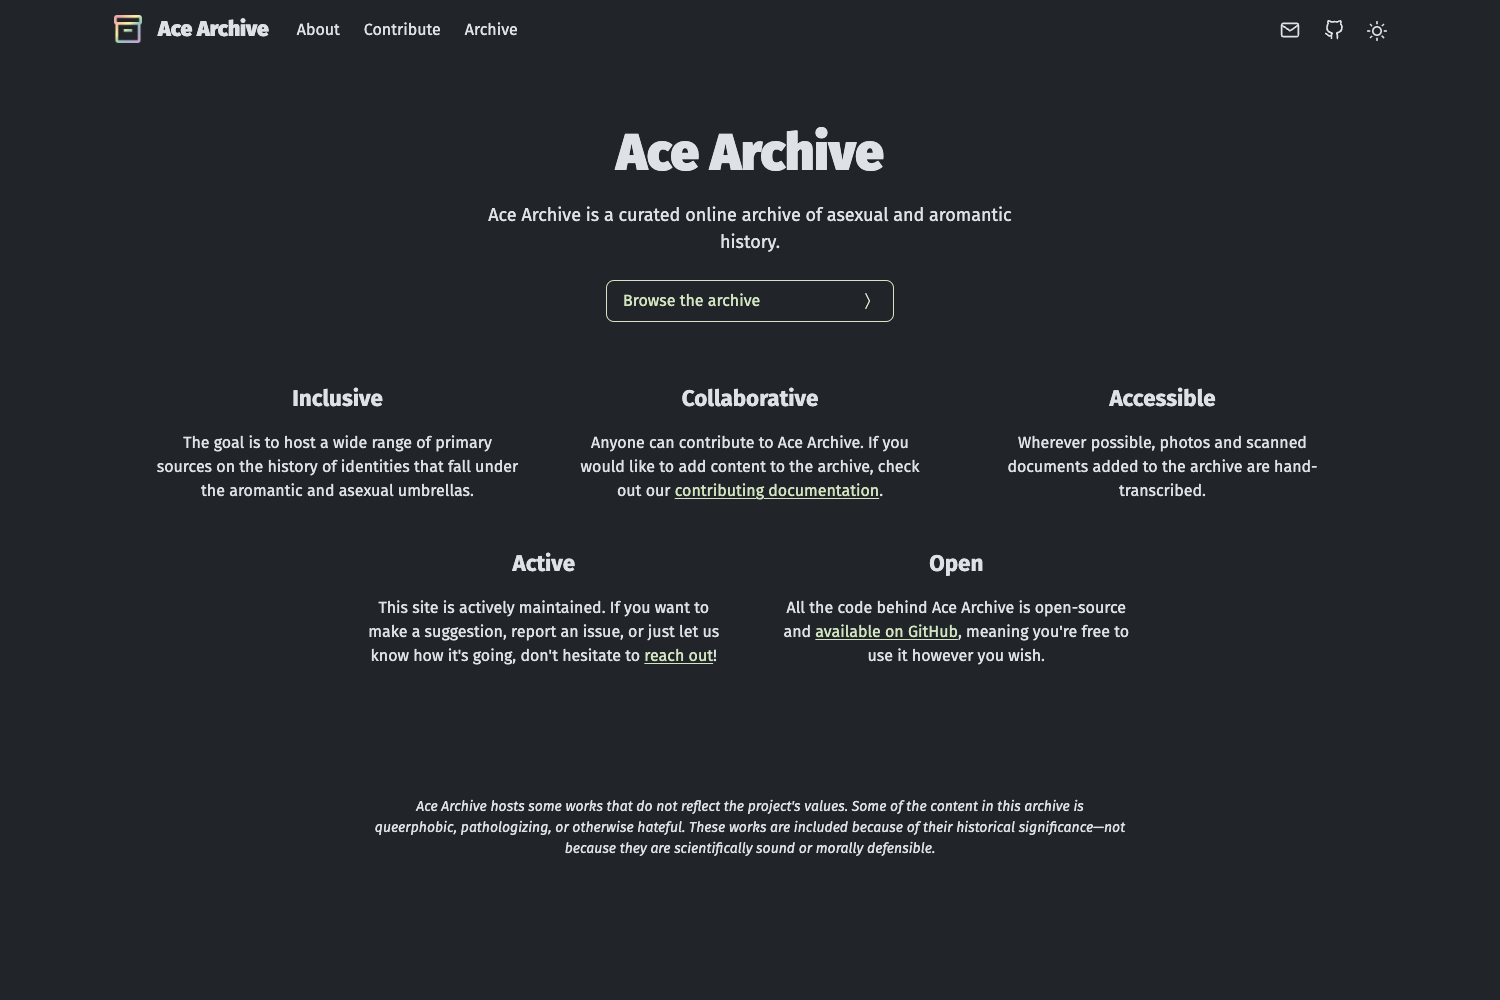 Ace Archive About Contribute Archive
Ace Archive
Ace Archive is a curated online archive of asexual and aromantic
history.
Browse the archive
Inclusive
The goal is to host a wide range of primary
sources on the history of identities that fall under
the aromantic and asexual umbrellas.
Collaborative
Anyone can contribute to Ace Archive. If you
would like to add content to the archive, check
out our contributing documentation.
Accessible
Wherever possible, photos and scanned
documents added to the archive are hand-
transcribed.
Active
This site is actively maintained. If you want to
make a suggestion, report an issue, or just let us
know how it's going, don't hesitate to reach out!
Open
All the code behind Ace Archive is open-source
and available on GitHub, meaning you're free to
use it however you wish.
Ace Archive hosts some works that do not reflect the project's values. Some of the content in this archive is
queerphobic, pathologizing, or otherwise hateful. These works are included because of their historical significance—not
because they are scientifically sound or morally defensible.